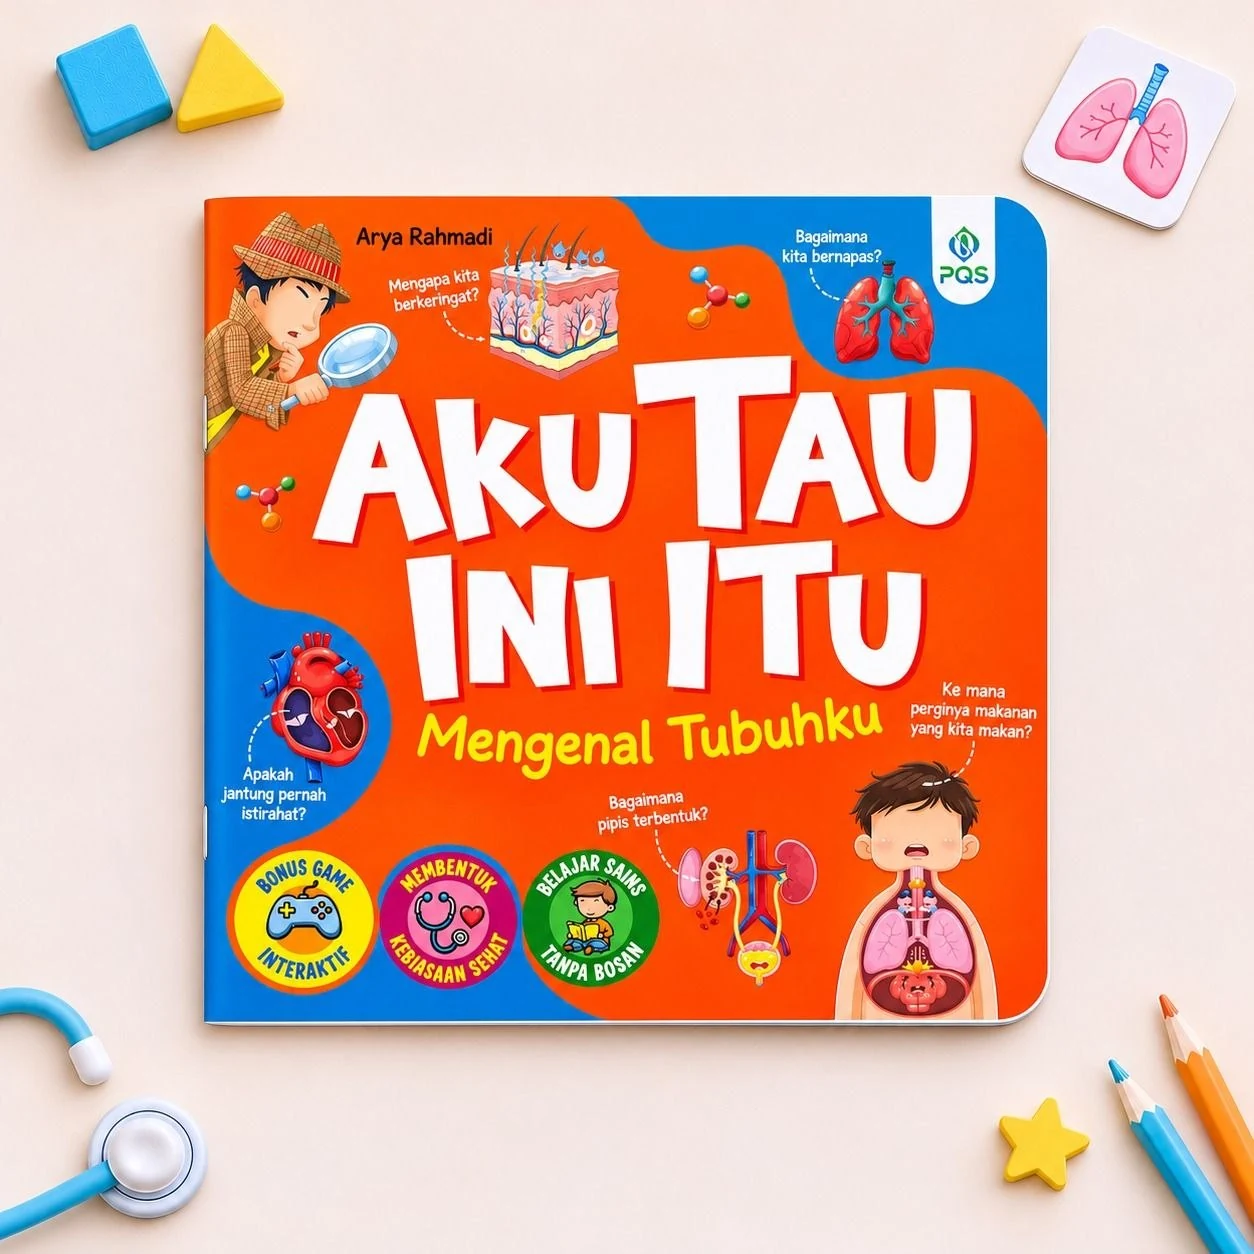 Arya Rahmadi
Mengapa kita
berkeringat?
Bagaimana
kita bernapas?
PQS
AKU TAU
INI ITU
Mengenal Tubuhku
Ke mana
perginya makanan
yang kita makan?
Apakah
jantung pernah
istirahat?
Bagaimana
pipis terbentuk?
BONUS GAME
INTERAKTIF
MEMBENTUK
KEBIASAAN SEHAT
BELAJAR SAINS
TANPA BOSAN